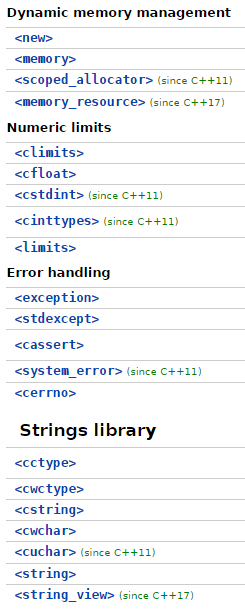 Dynamic memory management
<new>
<memory>
<scoped_allocator> (since C++11)
<memory_resource> (since C++17)
Numeric limits
<climits>
<cfloat>
<cstdint> (since C++11)
<cinttypes> (since C++11)
<limits>
Error handling
<exception>
<stdexcept>
<cassert>
<system_error> (since C++11)
<cerrno>
Strings library
<cctype>
<cwctype>
<cstring>
<cwchar>
<cuchar> (since C++11)
<string>
<string_view> (since C++17)